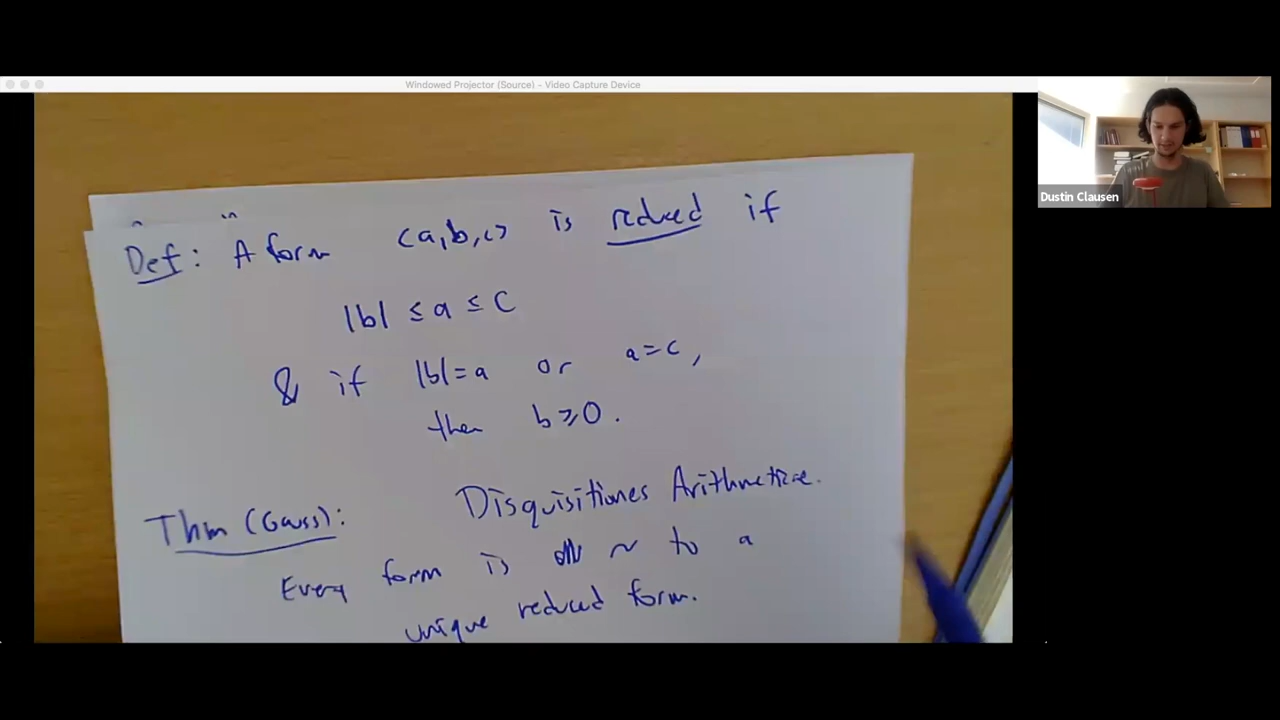 Windowed Projector (Source) - Video Capture Device
Dustin Clausen
Def: A form (a,b,c) is reduced if
|b| ≤ a ≤ c
& if |b|=a or a=c,
then b≥0.
Thm (Gauss): Disquisitiones Arithmeticae.
Every form is ~ to a
unique reduced form.